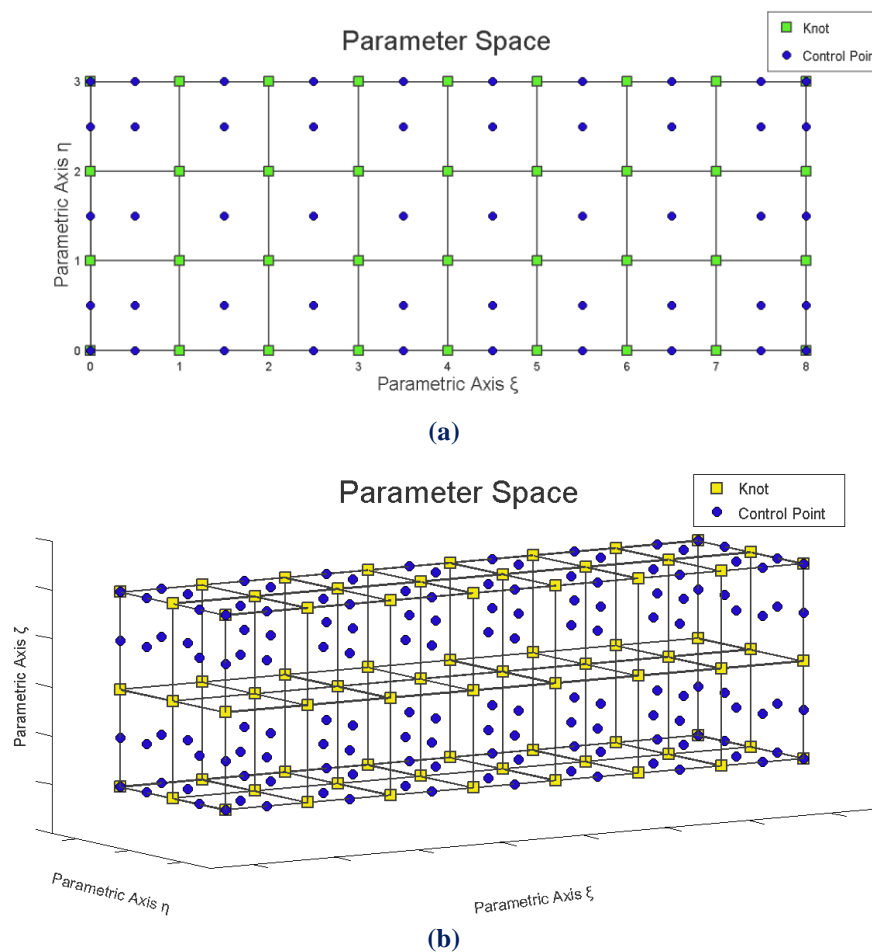 Parameter Space
Knot
Control Point
Parametric Axis η
3
2
1
0
0 1 2 3 4 5 6 7 8
Parametric Axis ξ
(a)
Parameter Space
Knot
Control Point
Parametric Axis ζ
Parametric Axis η
Parametric Axis ξ
(b)